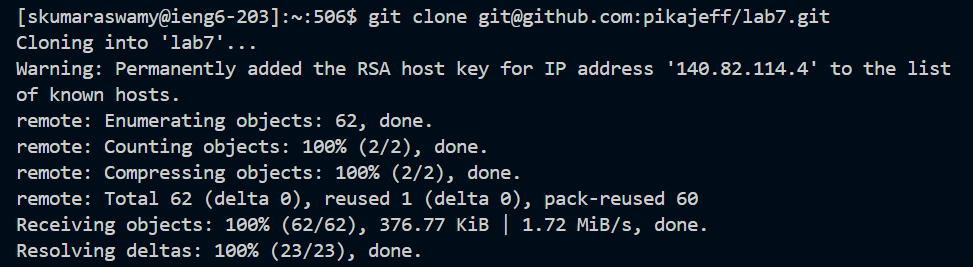 [skumaraswamy@ieng6-203]:~:506$ git clone git@github.com:pikajeff/lab7.git
Cloning into 'lab7'...
Warning: Permanently added the RSA host key for IP address '140.82.114.4' to the list
of known hosts.
remote: Enumerating objects: 62, done.
remote: Counting objects: 100% (2/2), done.
remote: Compressing objects: 100% (2/2), done.
remote: Total 62 (delta 0), reused 1 (delta 0), pack-reused 60
Receiving objects: 100% (62/62), 376.77 KiB | 1.72 MiB/s, done.
Resolving deltas: 100% (23/23), done.